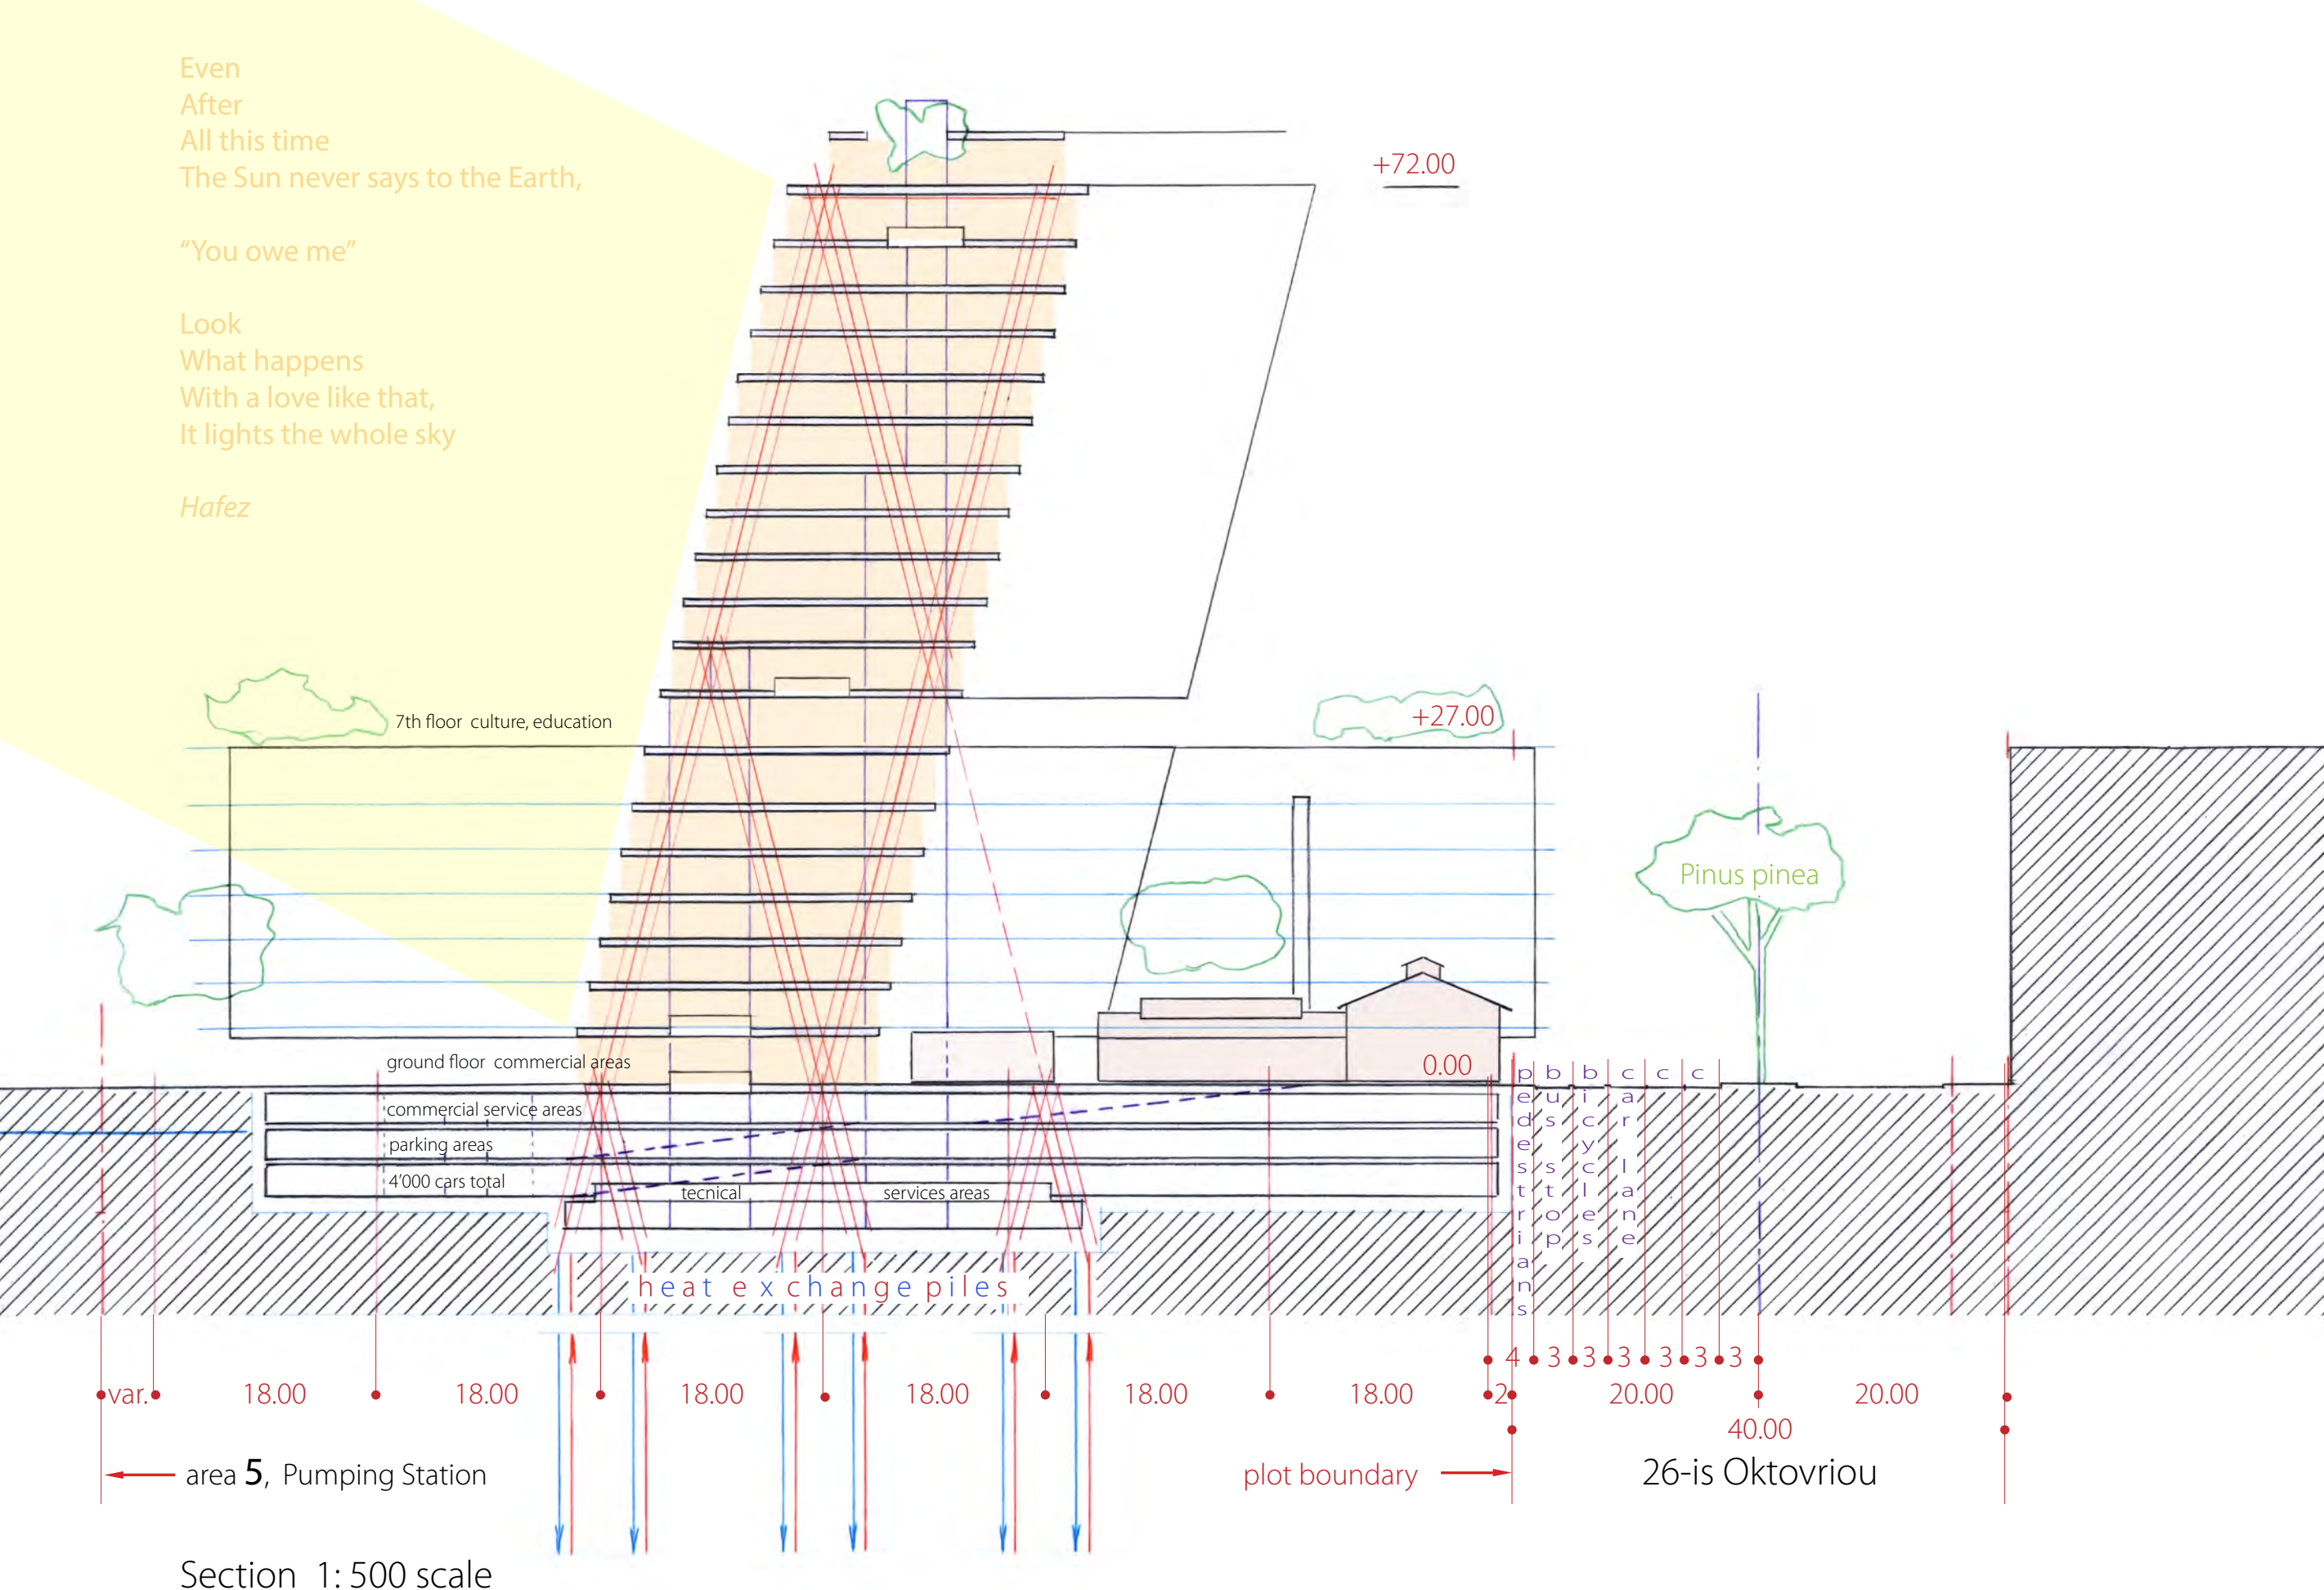 Even
After
All this time
The Sun never says to the Earth,
“You owe me”
Look
What happens
With a love like that,
It lights the whole sky
Hafez
+72.00
7th floor culture, education
+27.00
Pinus pinea
ground floor commercial areas
0.00
commercial service areas
parking areas
4'000 cars total
tecnical services areas
pedestrians
bus stop
bicycles
car lane
c
c
heat exchange piles
4 3 3 3 3 3 3
var. 18.00 18.00 18.00 18.00 18.00 18.00 2 20.00 20.00
40.00
area 5, Pumping Station
plot boundary
26-is Oktovriou
Section 1: 500 scale